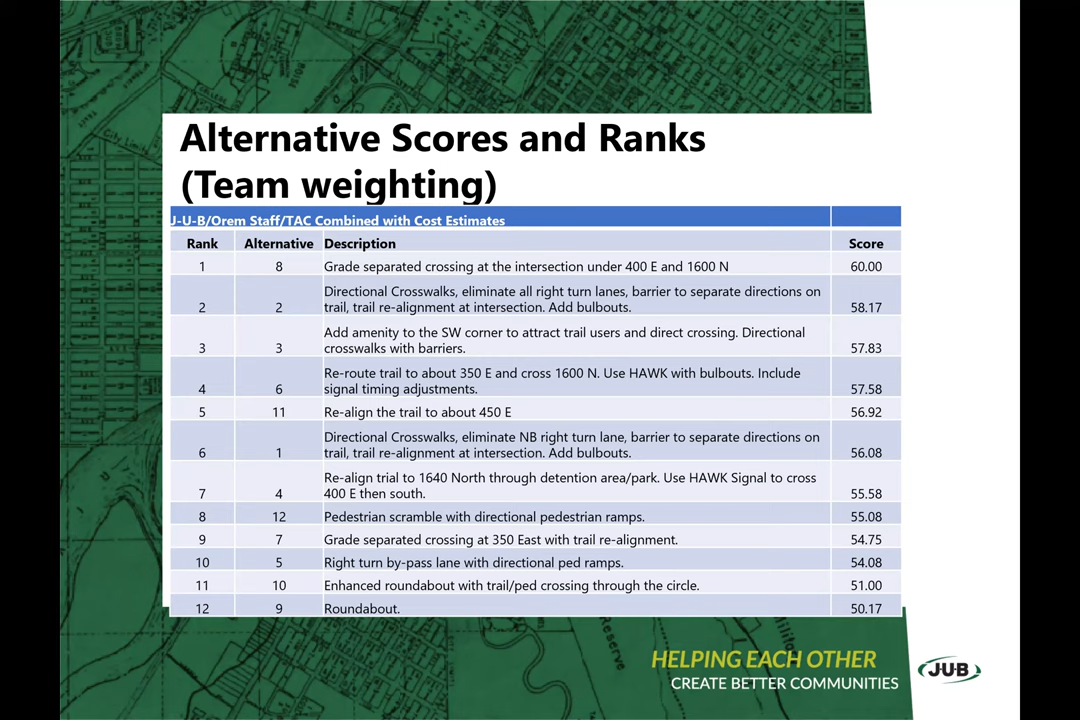 Alternative Scores and Ranks
(Team weighting)
J-U-B/Orem Staff/TAC Combined with Cost Estimates
Rank Alternative Description Score
1 8 Grade separated crossing at the intersection under 400 E and 1600 N 60.00
Directional Crosswalks, eliminate all right turn lanes, barrier to separate directions on
2 2 trail, trail re-alignment at intersection. Add bulbouts. 58.17
Add amenity to the SW corner to attract trail users and direct crossing. Directional
3 3 crosswalks with barriers. 57.83
Re-route trail to about 350 E and cross 1600 N. Use HAWK with bulbouts. Include
4 6 signal timing adjustments. 57.58
5 11 Re-align the trail to about 450 E 56.92
Directional Crosswalks, eliminate NB right turn lane, barrier to separate directions on
6 1 trail, trail re-alignment at intersection. Add bulbouts. 56.08
Re-align trial to 1640 North through detention area/park. Use HAWK Signal to cross
7 4 400 E then south. 55.58
8 12 Pedestrian scramble with directional pedestrian ramps. 55.08
9 7 Grade separated crossing at 350 East with trail re-alignment. 54.75
10 5 Right turn by-pass lane with directional ped ramps. 54.08
11 10 Enhanced roundabout with trail/ped crossing through the circle. 51.00
12 9 Roundabout. 50.17
Reserve
HELPING EACH OTHER
CREATE BETTER COMMUNITIES
J·U·B